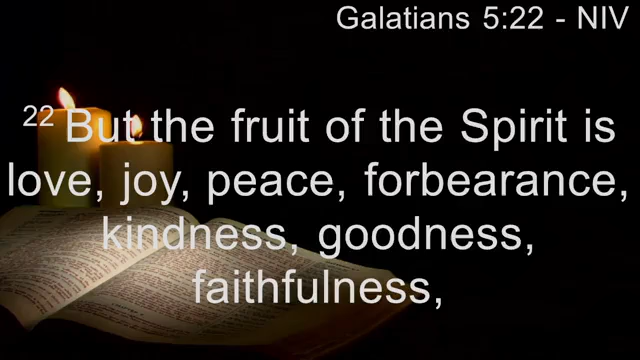 Galatians 5:22 - NIV
22 But the fruit of the Spirit is
love, joy, peace, forbearance,
kindness, goodness,
faithfulness,